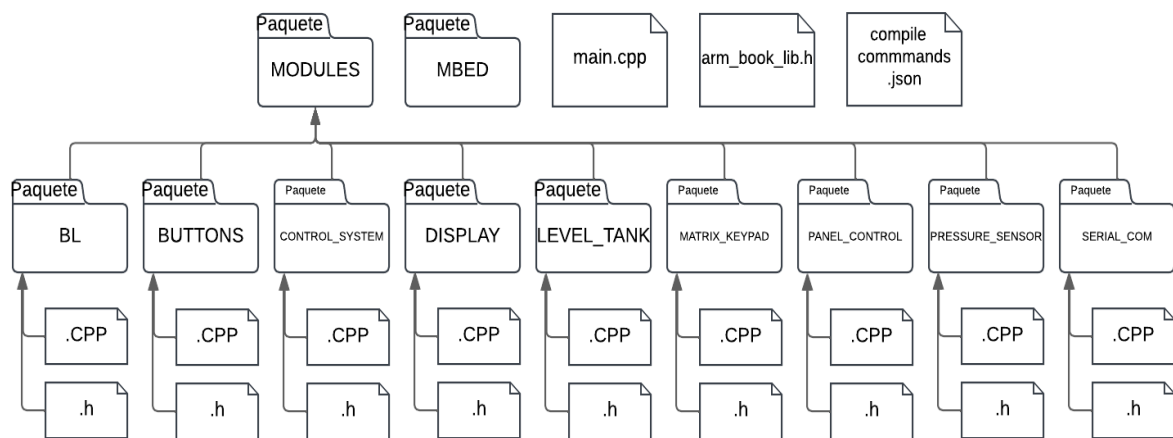 Paquete
MODULES
Paquete
MBED
main.cpp
arm_book_lib.h
compile
commmands
.json
Paquete
BL
Paquete
BUTTONS
Paquete
CONTROL_SYSTEM
Paquete
DISPLAY
Paquete
LEVEL_TANK
Paquete
MATRIX_KEYPAD
Paquete
PANEL_CONTROL
Paquete
PRESSURE_SENSOR
Paquete
SERIAL_COM
.CPP
.CPP
.CPP
.CPP
.CPP
.CPP
.CPP
.CPP
.CPP
.h
.h
.h
.h
.h
.h
.h
.h
.h